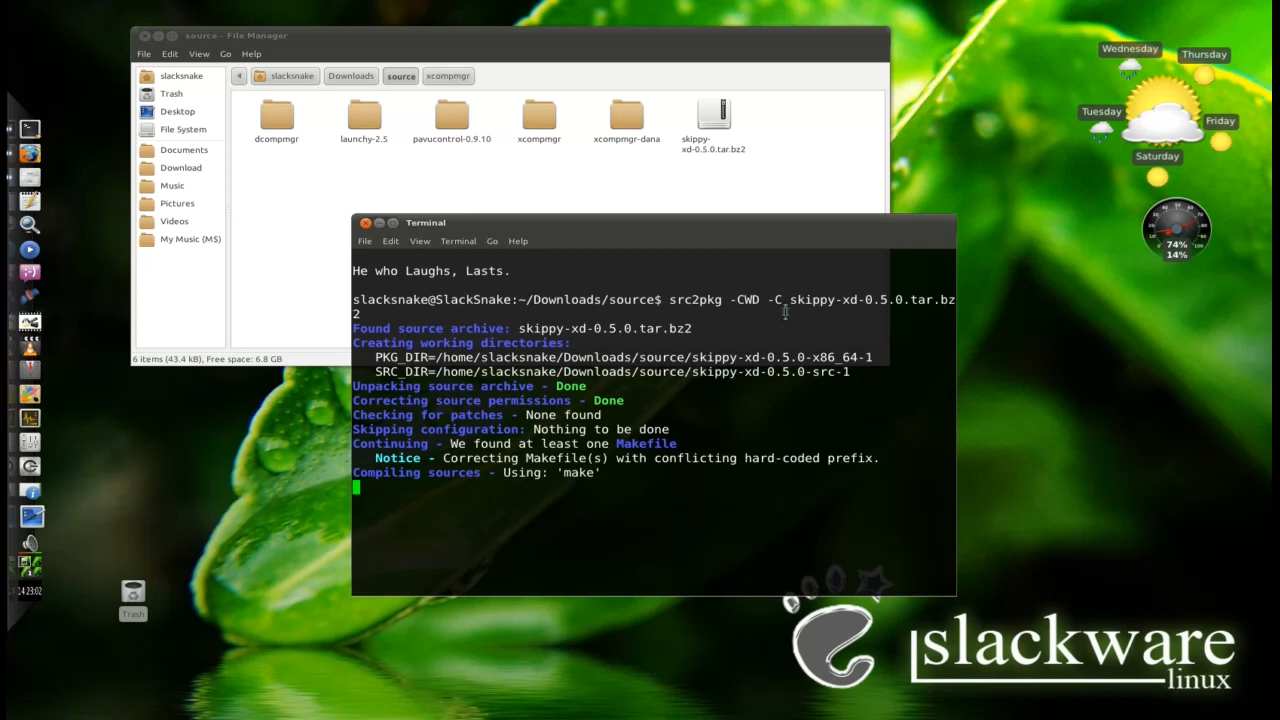 source - File Manager
File Edit View Go Help
slacksnake
Trash
Desktop
File System
Documents
Download
Music
Pictures
Videos
My Music (M$)
slacksnake Downloads source xcompmgr
dcompmgr launchy-2.5 pavucontrol-0.9.10 xcompmgr xcompmgr-dana skippy-
xd-0.5.0.tar.bz2
6 items (43.4 kB), Free space: 6.8 GB
Terminal
File Edit View Terminal Go Help
He who Laughs, Lasts.
slacksnake@SlackSnake:~/Downloads/source$ src2pkg -CWD -C skippy-xd-0.5.0.tar.bz
2
Found source archive: skippy-xd-0.5.0.tar.bz2
Creating working directories:
PKG_DIR=/home/slacksnake/Downloads/source/skippy-xd-0.5.0-x86_64-1
SRC_DIR=/home/slacksnake/Downloads/source/skippy-xd-0.5.0-src-1
Unpacking source archive - Done
Correcting source permissions - Done
Checking for patches - None found
Skipping configuration: Nothing to be done
Continuing - We found at least one Makefile
Notice - Correcting Makefile(s) with conflicting hard-coded prefix.
Compiling sources - Using: 'make'
Wednesday
Thursday
Tuesday
Friday
Saturday
74%
14%
14:23:02
Trash
slackware
linux